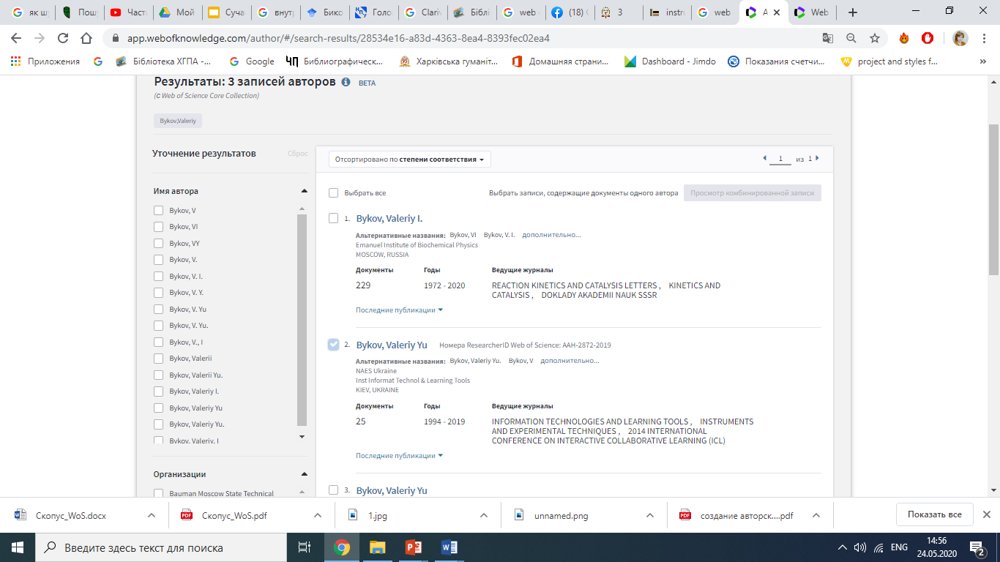 як шу
Пошу
Част
Мой
Суча
внут
Бико
Голо
Clariv
Біблі
web
(18)
3
instru
web
А
Web
app.webofknowledge.com/author/#/search-results/28534e16-a83d-4363-8ea4-8393fec02ea4
Приложения
Бібліотека ХГПА -...
Google
ЧП Библиографическ...
Харківська гуманіт...
Домашняя страни...
Dashboard - Jimdo
Показания счетчи...
project and styles f...
»
Результаты: 3 записей авторов BETA
(с Web of Science Core Collection)
Bykov,Valeriy
Уточнение результатов Сброс
Имя автора
Bykov, V
Bykov, VI
Bykov, VY
Bykov, V.
Bykov, V. I.
Bykov, V. Y.
Bykov, V. Yu
Bykov, V. Yu.
Bykov, V., I
Bykov, Valerii
Bykov, Valerii Yu.
Bykov, Valeriy I.
Bykov, Valeriy Yu
Bykov, Valeriy Yu.
Bykov, Valeriy, I
Организации
Bauman Moscow State Technical
Отсортировано по степени соответствия
1 из 1
Выбрать все
Выбрать записи, содержащие документы одного автора
Просмотр комбинированной записи
1. Bykov, Valeriy I.
Альтернативные названия: Bykov, VI Bykov, V. I. дополнительно...
Emanuel Institute of Biochemical Physics
MOSCOW, RUSSIA
Документы Годы Ведущие журналы
229 1972 - 2020 REACTION KINETICS AND CATALYSIS LETTERS , KINETICS AND
CATALYSIS , DOKLADY AKADEMII NAUK SSSR
Последние публикации
2. Bykov, Valeriy Yu Номера ResearcherID Web of Science: AAH-2872-2019
Альтернативные названия: Bykov, Valeriy Yu. Bykov, V дополнительно...
NAES Ukraine
Inst Informat Technol & Learning Tools
KIEV, UKRAINE
Документы Годы Ведущие журналы
25 1994 - 2019 INFORMATION TECHNOLOGIES AND LEARNING TOOLS , INSTRUMENTS
AND EXPERIMENTAL TECHNIQUES , 2014 INTERNATIONAL
CONFERENCE ON INTERACTIVE COLLABORATIVE LEARNING (ICL)
Последние публикации
3. Bykov, Valeriy Yu
Скопус_WoS.docx
Скопус_WoS.pdf
1.jpg
unnamed.png
создание авторск....pdf
Показать все
Введите здесь текст для поиска
ENG
14:56
24.05.2020
2